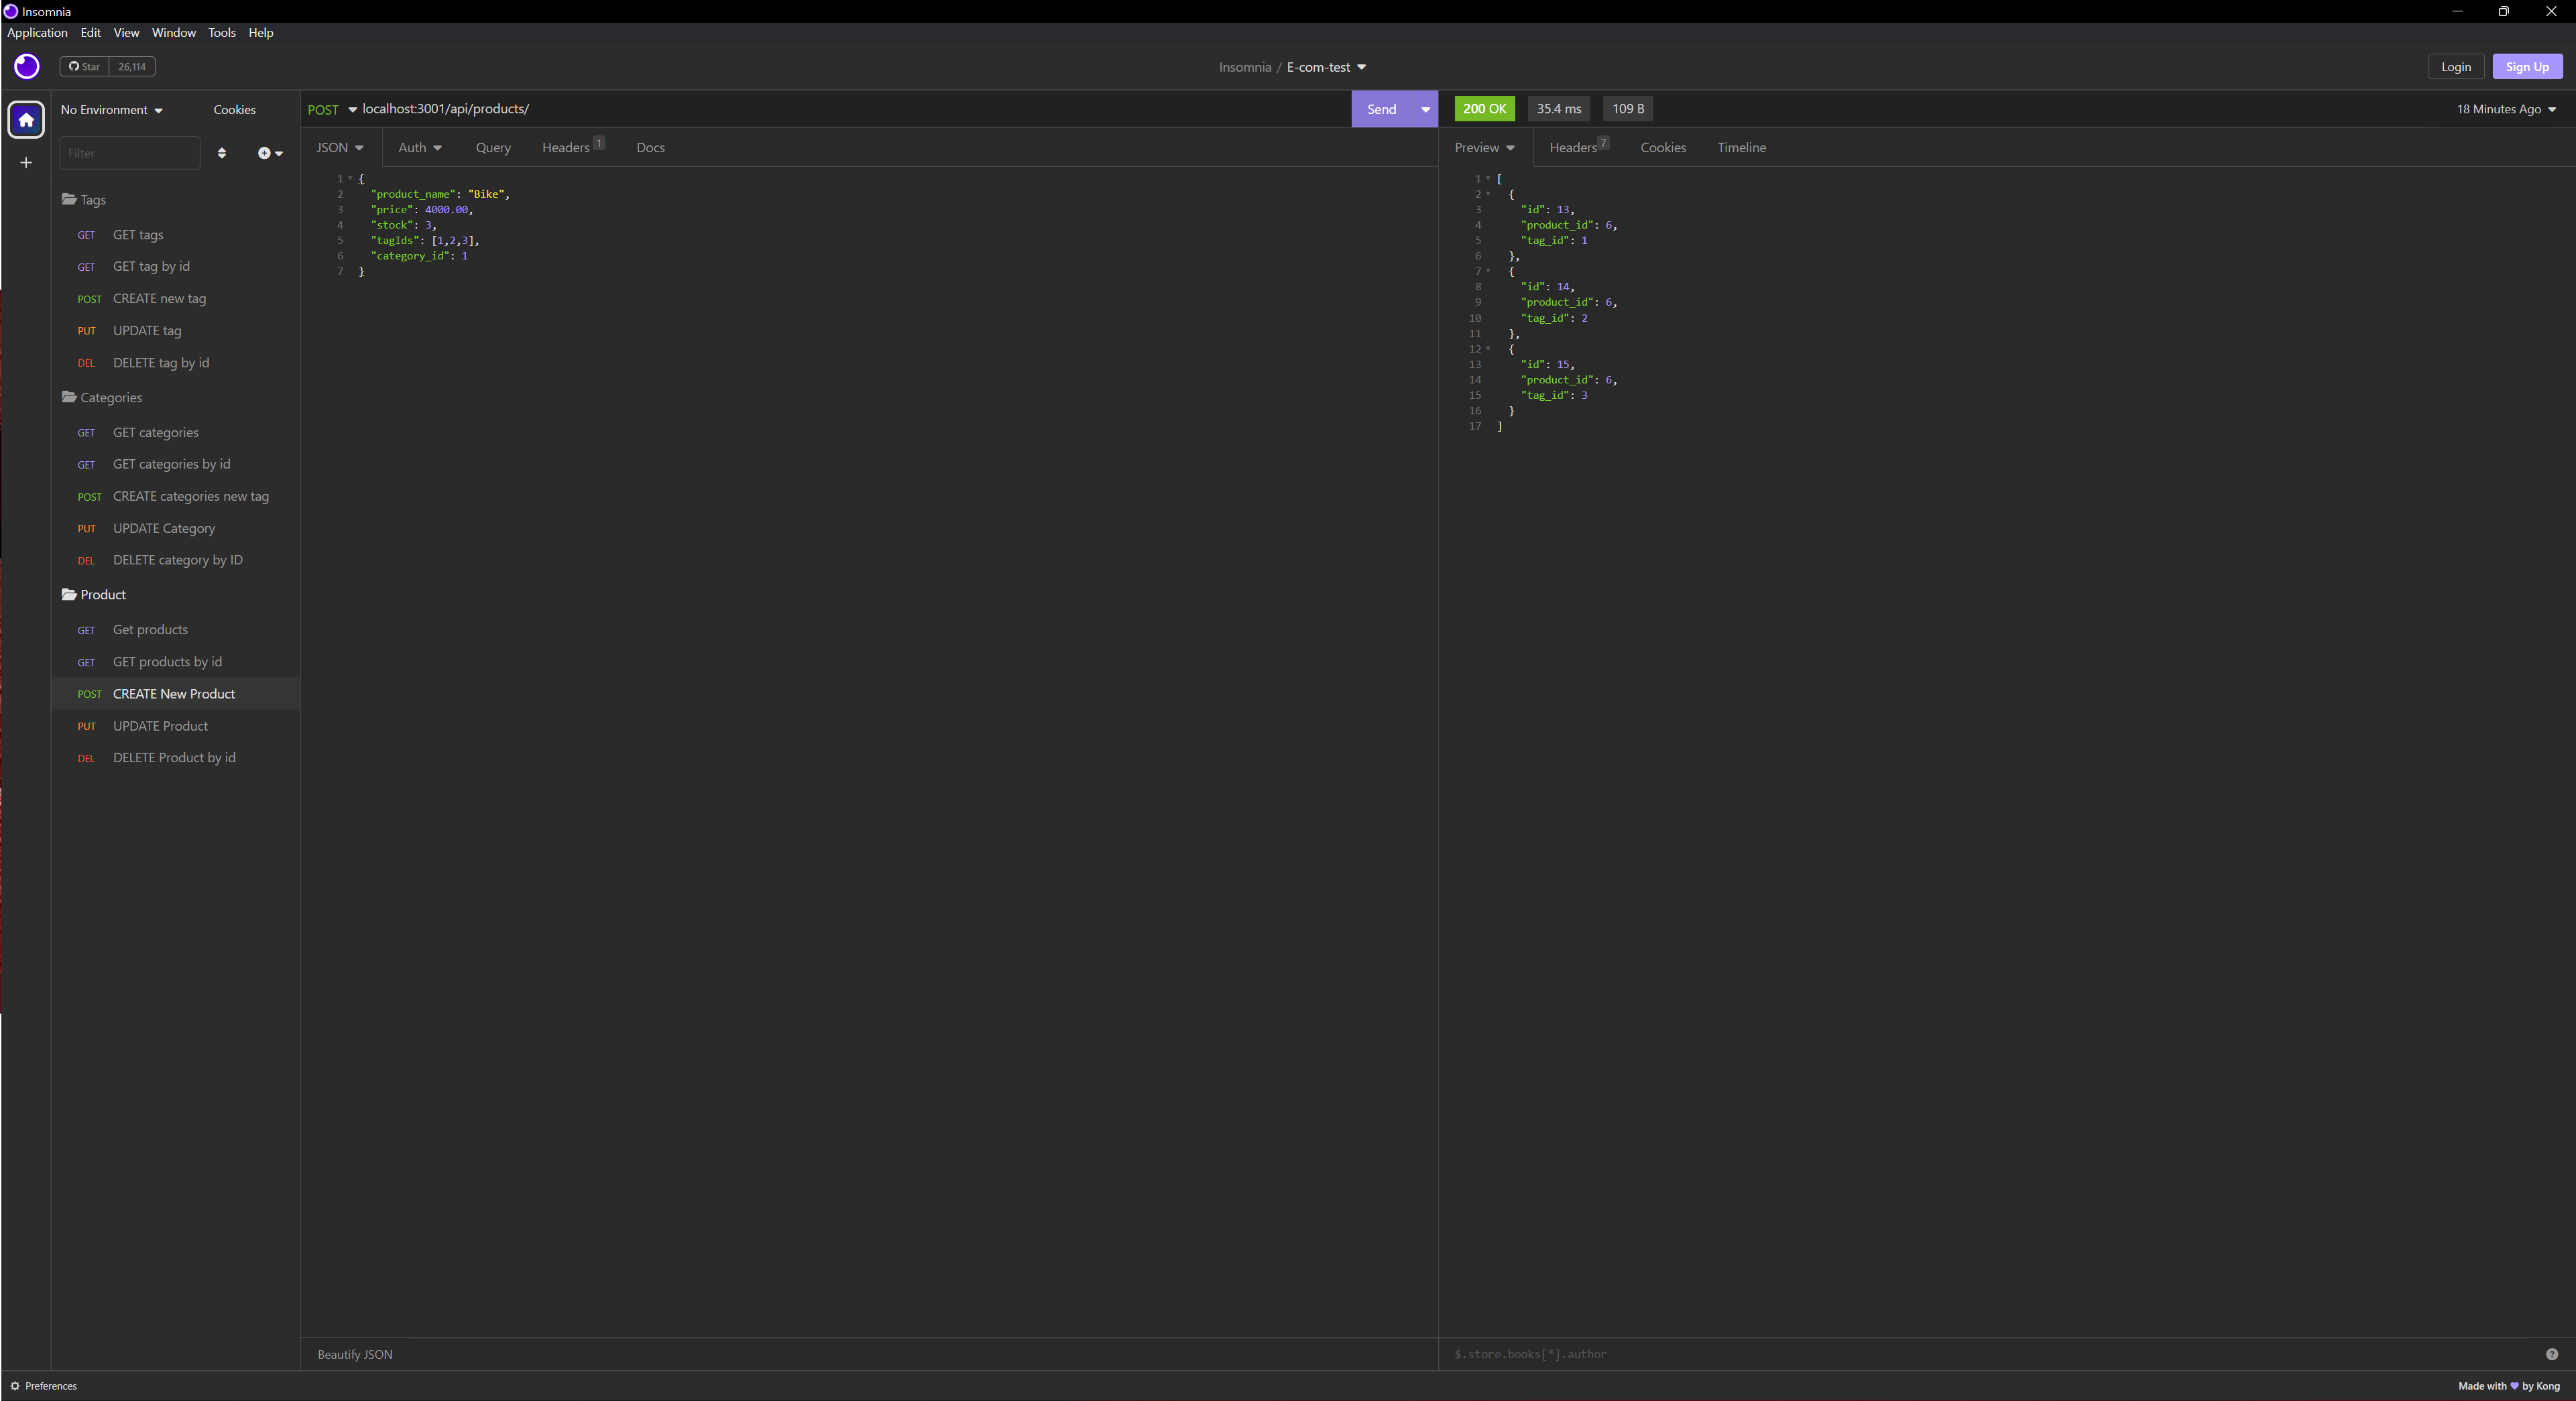 Insomnia
Application Edit View Window Tools Help
Star 26,114
Insomnia / E-com-test
Login Sign Up
No Environment Cookies
Filter
Tags
GET GET tags
GET GET tag by id
POST CREATE new tag
PUT UPDATE tag
DEL DELETE tag by id
Categories
GET GET categories
GET GET categories by id
POST CREATE categories new tag
PUT UPDATE Category
DEL DELETE category by ID
Product
GET Get products
GET GET products by id
POST CREATE New Product
PUT UPDATE Product
DEL DELETE Product by id
POST localhost:3001/api/products/ Send
JSON Auth Query Headers 1 Docs
1 {
2 "product_name": "Bike",
3 "price": 4000.00,
4 "stock": 3,
5 "tagIds": [1,2,3],
6 "category_id": 1
7 }
Beautify JSON
200 OK 35.4 ms 109 B 18 Minutes Ago
Preview Headers 7 Cookies Timeline
1 [
2 {
3 "id": 13,
4 "product_id": 6,
5 "tag_id": 1
6 },
7 {
8 "id": 14,
9 "product_id": 6,
10 "tag_id": 2
11 },
12 {
13 "id": 15,
14 "product_id": 6,
15 "tag_id": 3
16 }
17 ]
$.store.books[*].author ?
Preferences
Made with ♥ by Kong